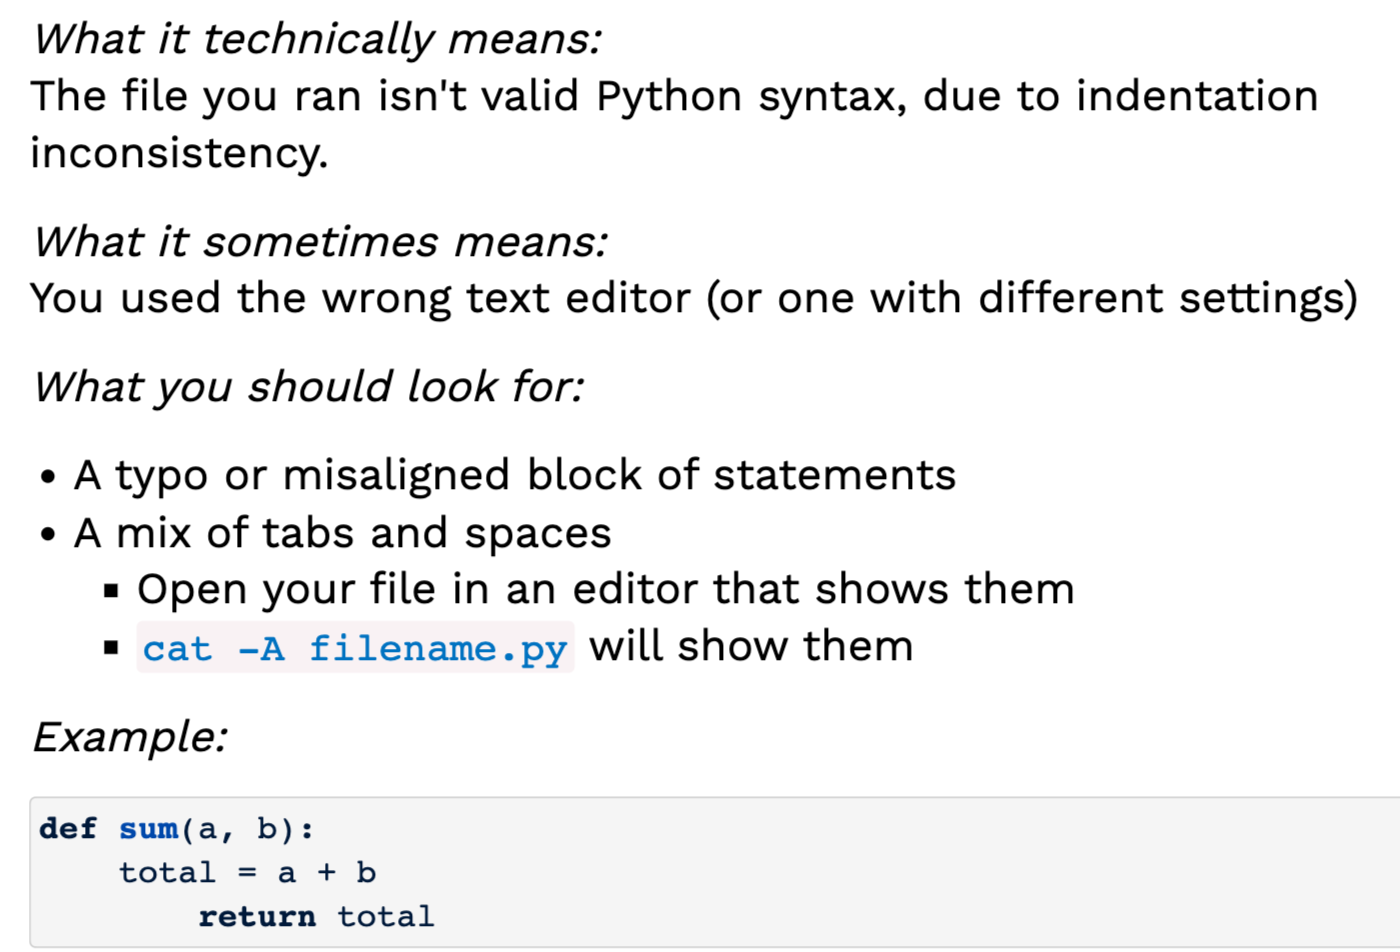 What it technically means:
The file you ran isn't valid Python syntax, due to indentation
inconsistency.
What it sometimes means:
You used the wrong text editor (or one with different settings)
What you should look for:
• A typo or misaligned block of statements
• A mix of tabs and spaces
▪ Open your file in an editor that shows them
▪ cat -A filename.py will show them
Example:
def sum(a, b):
    total = a + b
        return total